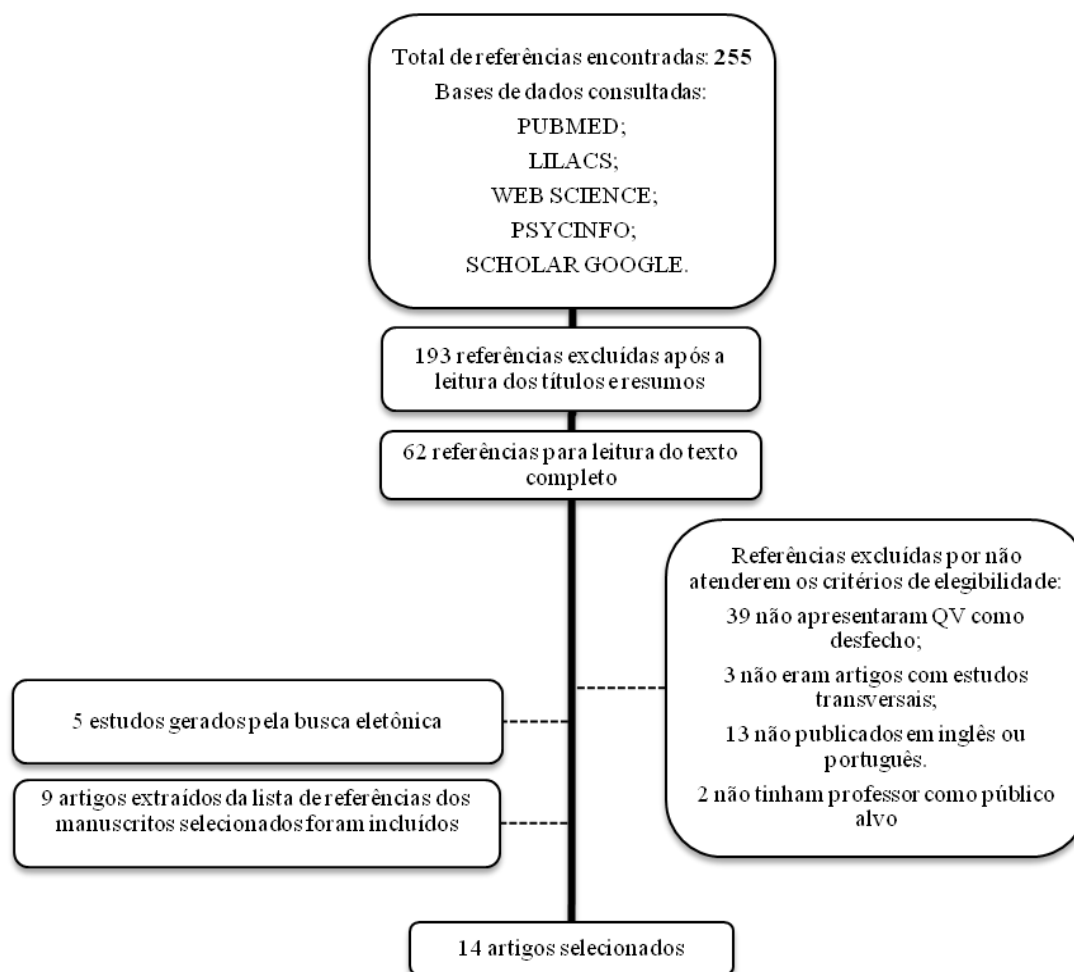 Total de referências encontradas: 255
Bases de dados consultadas:
PUBMED;
LILACS;
WEB SCIENCE;
PSYCINFO;
SCHOLAR GOOGLE.
193 referências excluídas após a
leitura dos títulos e resumos
62 referências para leitura do texto
completo
Referências excluídas por não
atenderem os critérios de elegibilidade:
39 não apresentaram QV como
desfecho;
3 não eram artigos com estudos
transversais;
13 não publicados em inglês ou
português.
2 não tinham professor como público
alvo
5 estudos gerados pela busca eletônica
9 artigos extraídos da lista de referências dos
manuscritos selecionados foram incluídos
14 artigos selecionados